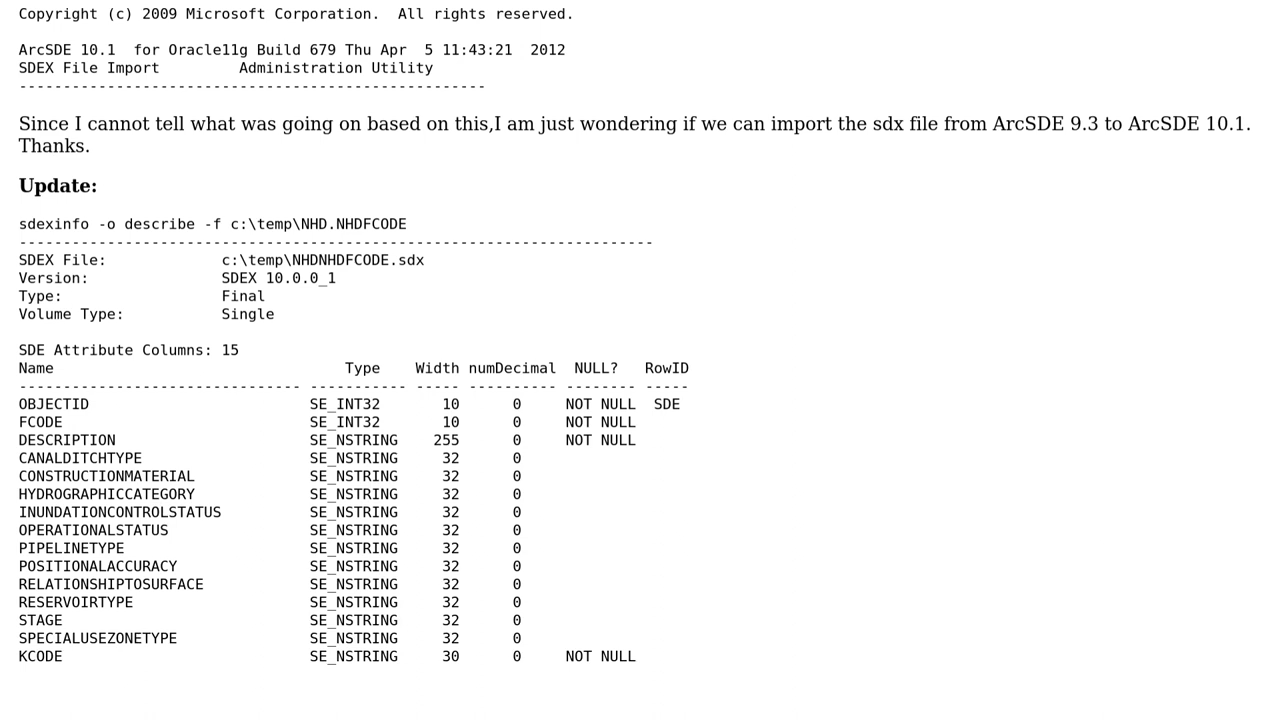 Copyright (c) 2009 Microsoft Corporation.  All rights reserved.
ArcSDE 10.1  for Oracle11g Build 679 Thu Apr  5 11:43:21  2012
SDEX File Import         Administration Utility
-----------------------------------------------------
Since I cannot tell what was going on based on this,I am just wondering if we can import the sdx file from ArcSDE 9.3 to ArcSDE 10.1.
Thanks.
Update:
sdexinfo -o describe -f c:\temp\NHD.NHDFCODE
------------------------------------------------------------------------
SDEX File:             c:\temp\NHDNHDFCODE.sdx
Version:               SDEX 10.0.0_1
Type:                  Final
Volume Type:           Single
SDE Attribute Columns: 15
Name                                 Type    Width numDecimal  NULL?   RowID
-------------------------------- ----------- ----- ---------- -------- -----
OBJECTID                         SE_INT32       10      0     NOT NULL  SDE
FCODE                            SE_INT32       10      0     NOT NULL
DESCRIPTION                      SE_NSTRING    255      0     NOT NULL
CANALDITCHTYPE                   SE_NSTRING     32      0
CONSTRUCTIONMATERIAL             SE_NSTRING     32      0
HYDROGRAPHICCATEGORY             SE_NSTRING     32      0
INUNDATIONCONTROLSTATUS          SE_NSTRING     32      0
OPERATIONALSTATUS                SE_NSTRING     32      0
PIPELINETYPE                     SE_NSTRING     32      0
POSITIONALACCURACY               SE_NSTRING     32      0
RELATIONSHIPTOSURFACE            SE_NSTRING     32      0
RESERVOIRTYPE                    SE_NSTRING     32      0
STAGE                            SE_NSTRING     32      0
SPECIALUSEZONETYPE               SE_NSTRING     32      0
KCODE                            SE_NSTRING     30      0     NOT NULL